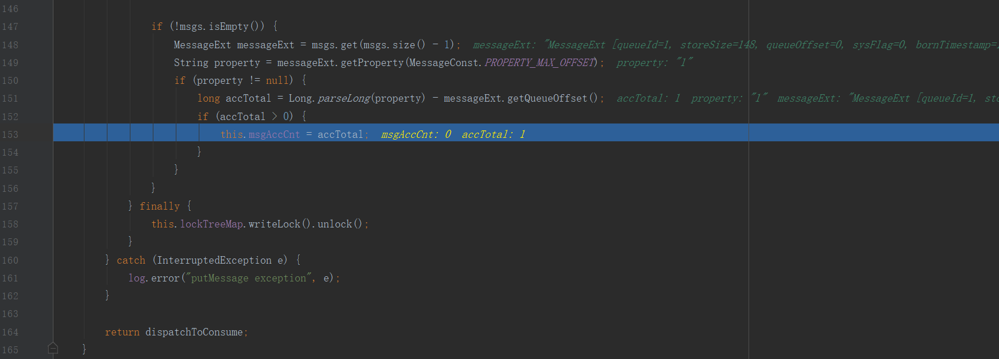 146
147 if (!msgs.isEmpty()) {
148 MessageExt messageExt = msgs.get(msgs.size() - 1); messageExt: "MessageExt [queueId=1, storeSize=148, queueOffset=0, sysFlag=0, bornTimestamp=
149 String property = messageExt.getProperty(MessageConst.PROPERTY_MAX_OFFSET); property: "1"
150 if (property != null) {
151 long accTotal = Long.parseLong(property) - messageExt.getQueueOffset(); accTotal: 1 property: "1" messageExt: "MessageExt [queueId=1, sto
152 if (accTotal > 0) {
153 this.msgAccCnt = accTotal; msgAccCnt: 0 accTotal: 1
154 }
155 }
156 }
157 } finally {
158 this.lockTreeMap.writeLock().unlock();
159 }
160 } catch (InterruptedException e) {
161 log.error("putMessage exception", e);
162 }
163
164 return dispatchToConsume;
165 }